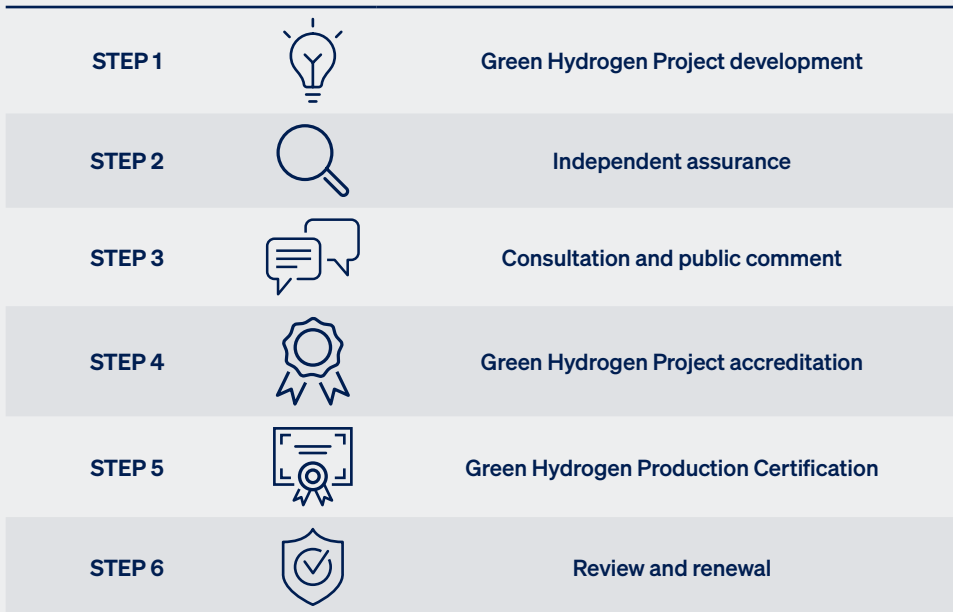 STEP 1
Green Hydrogen Project development
STEP 2
Independent assurance
STEP 3
Consultation and public comment
STEP 4
Green Hydrogen Project accreditation
STEP 5
Green Hydrogen Production Certification
STEP 6
Review and renewal